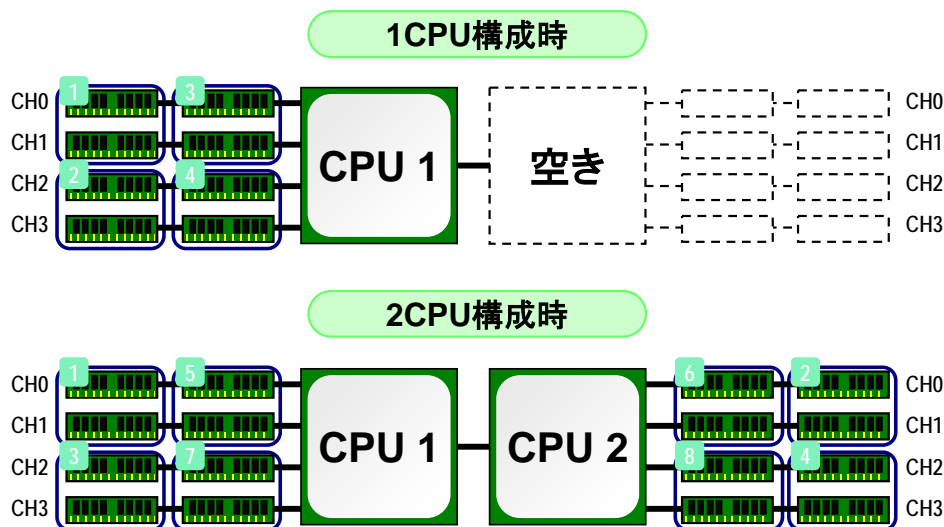 1CPU構成時
CH0 1 3 CH0
CH1 CH1
CPU 1 空き
CH2 2 4 CH2
CH3 CH3
2CPU構成時
CH0 1 5 6 2 CH0
CH1 CH1
CPU 1 CPU 2
CH2 3 7 8 4 CH2
CH3 CH3